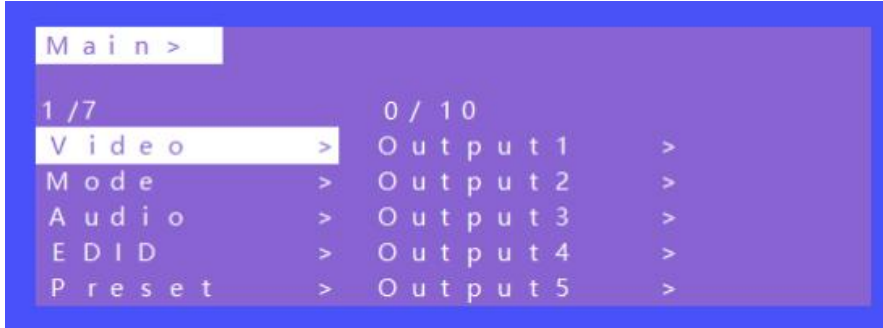 Main>
1/7 0/10
Video > Output1 >
Mode > Output2 >
Audio > Output3 >
EDID > Output4 >
Preset > Output5 >